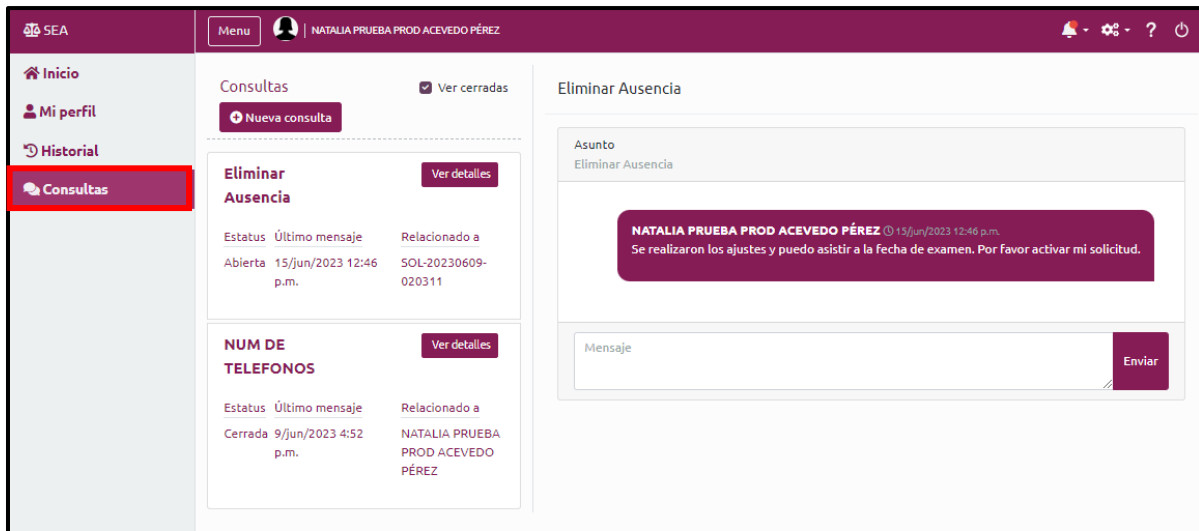 SEA
Menu
| NATALIA PRUEBA PROD ACEVEDO PÉREZ
?
Inicio
Mi perfil
Historial
Consultas
Consultas
Ver cerradas
Nueva consulta
Eliminar
Ausencia
Ver detalles
Estatus Último mensaje Relacionado a
Abierta 15/jun/2023 12:46 SOL-20230609-
p.m. 020311
NUM DE
TELEFONOS
Ver detalles
Estatus Último mensaje Relacionado a
Cerrada 9/jun/2023 4:52 NATALIA PRUEBA
p.m. PROD ACEVEDO
PÉREZ
Eliminar Ausencia
Asunto
Eliminar Ausencia
NATALIA PRUEBA PROD ACEVEDO PÉREZ 15/jun/2023 12:46 p.m.
Se realizaron los ajustes y puedo asistir a la fecha de examen. Por favor activar mi solicitud.
Mensaje
Enviar